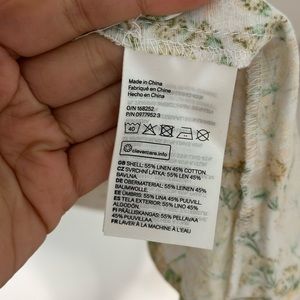 Made in China
Fabriqué en Chine
Hecho en China
O/N 168252
P/N 0977952 3
40
clevercare.info
GB SHELL: 55% LINEN 45% COTTON.
CZ SVRCHNÍ LÁTKA: 55% LEN 45%
BAVLNA.
DE OBERMATERIAL: 55% LEINEN 45%
BAUMWOLLE.
EE ÜMBRIS: 55% LINA 45% PUUVILL.
ES TELA EXTERIOR: 55% LINO 45%
ALGODÓN.
FI PÄÄLLISKANGAS: 55% PELLAVAA
45% PUUVILLAA
FR LAVER À LA MACHINE À L'EAU